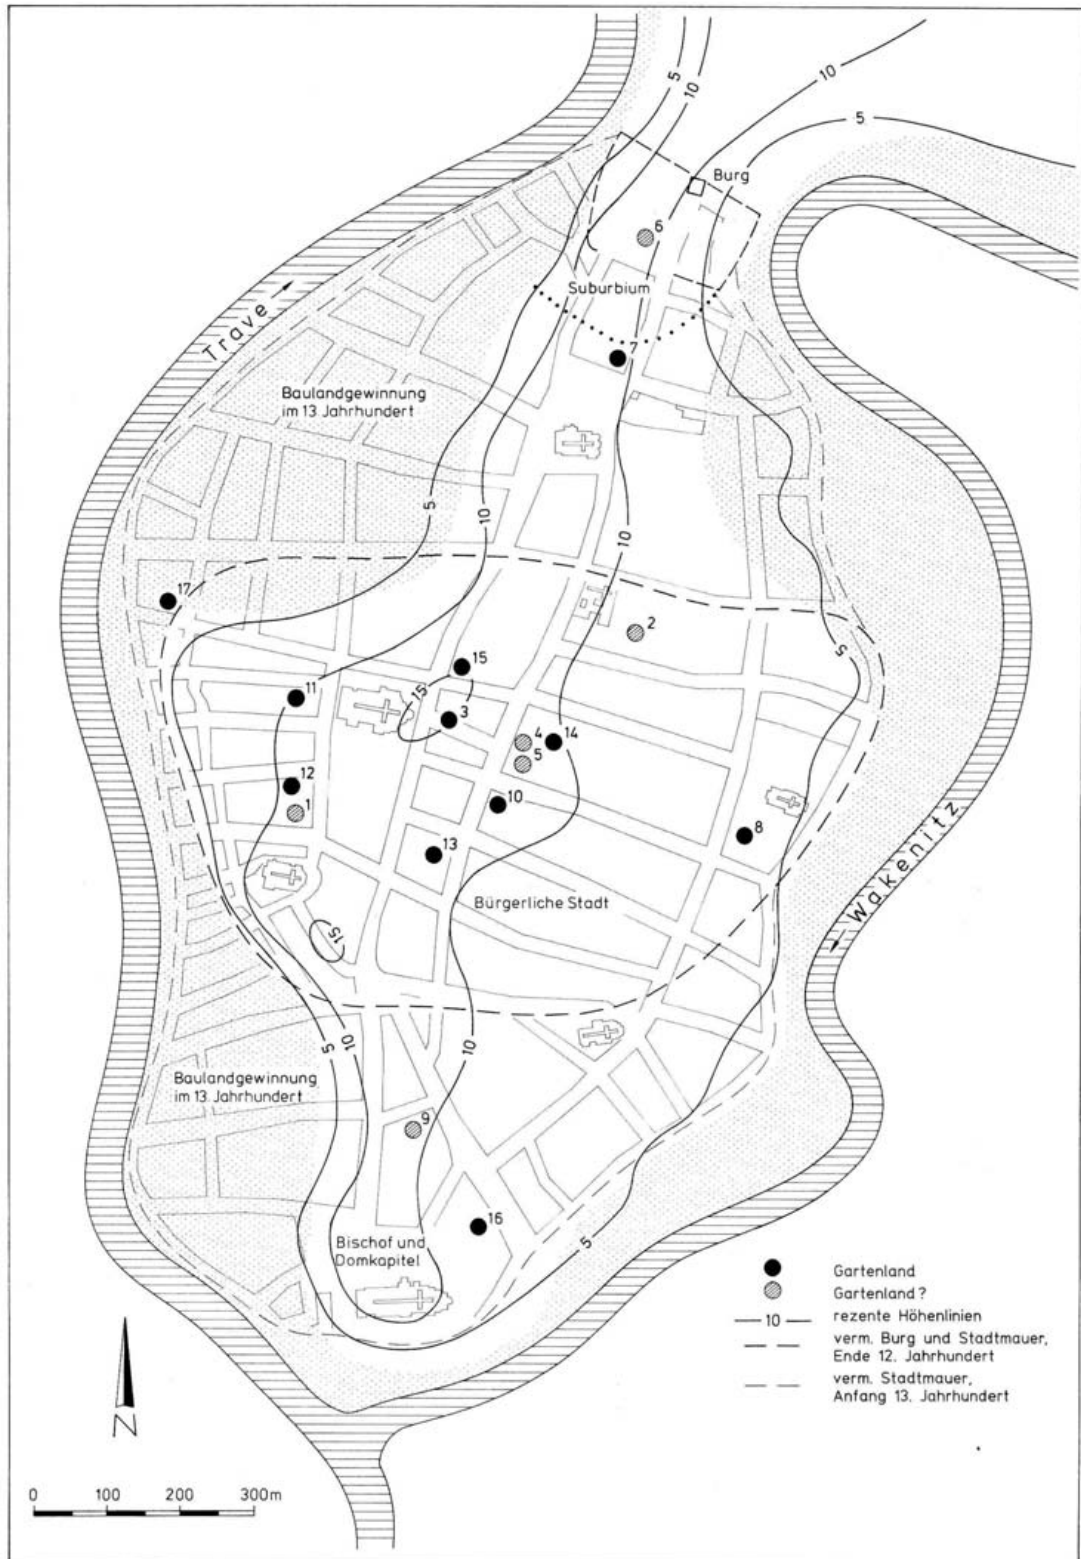 5
10
10
5
Burg
6
Suburbium
7
Trave
Baulandgewinnung
im 13. Jahrhundert
5
10
10
17
2
15
5
11
15
3
4
14
5
12
1
10
8
13
Wakenitz
Bürgerliche Stadt
15
5
10
10
Baulandgewinnung
im 13. Jahrhundert
9
16
Bischof und
Domkapitel
5
Gartenland
Gartenland ?
10 rezente Höhenlinien
verm. Burg und Stadtmauer,
Ende 12. Jahrhundert
verm. Stadtmauer,
Anfang 13. Jahrhundert
N
0 100 200 300m